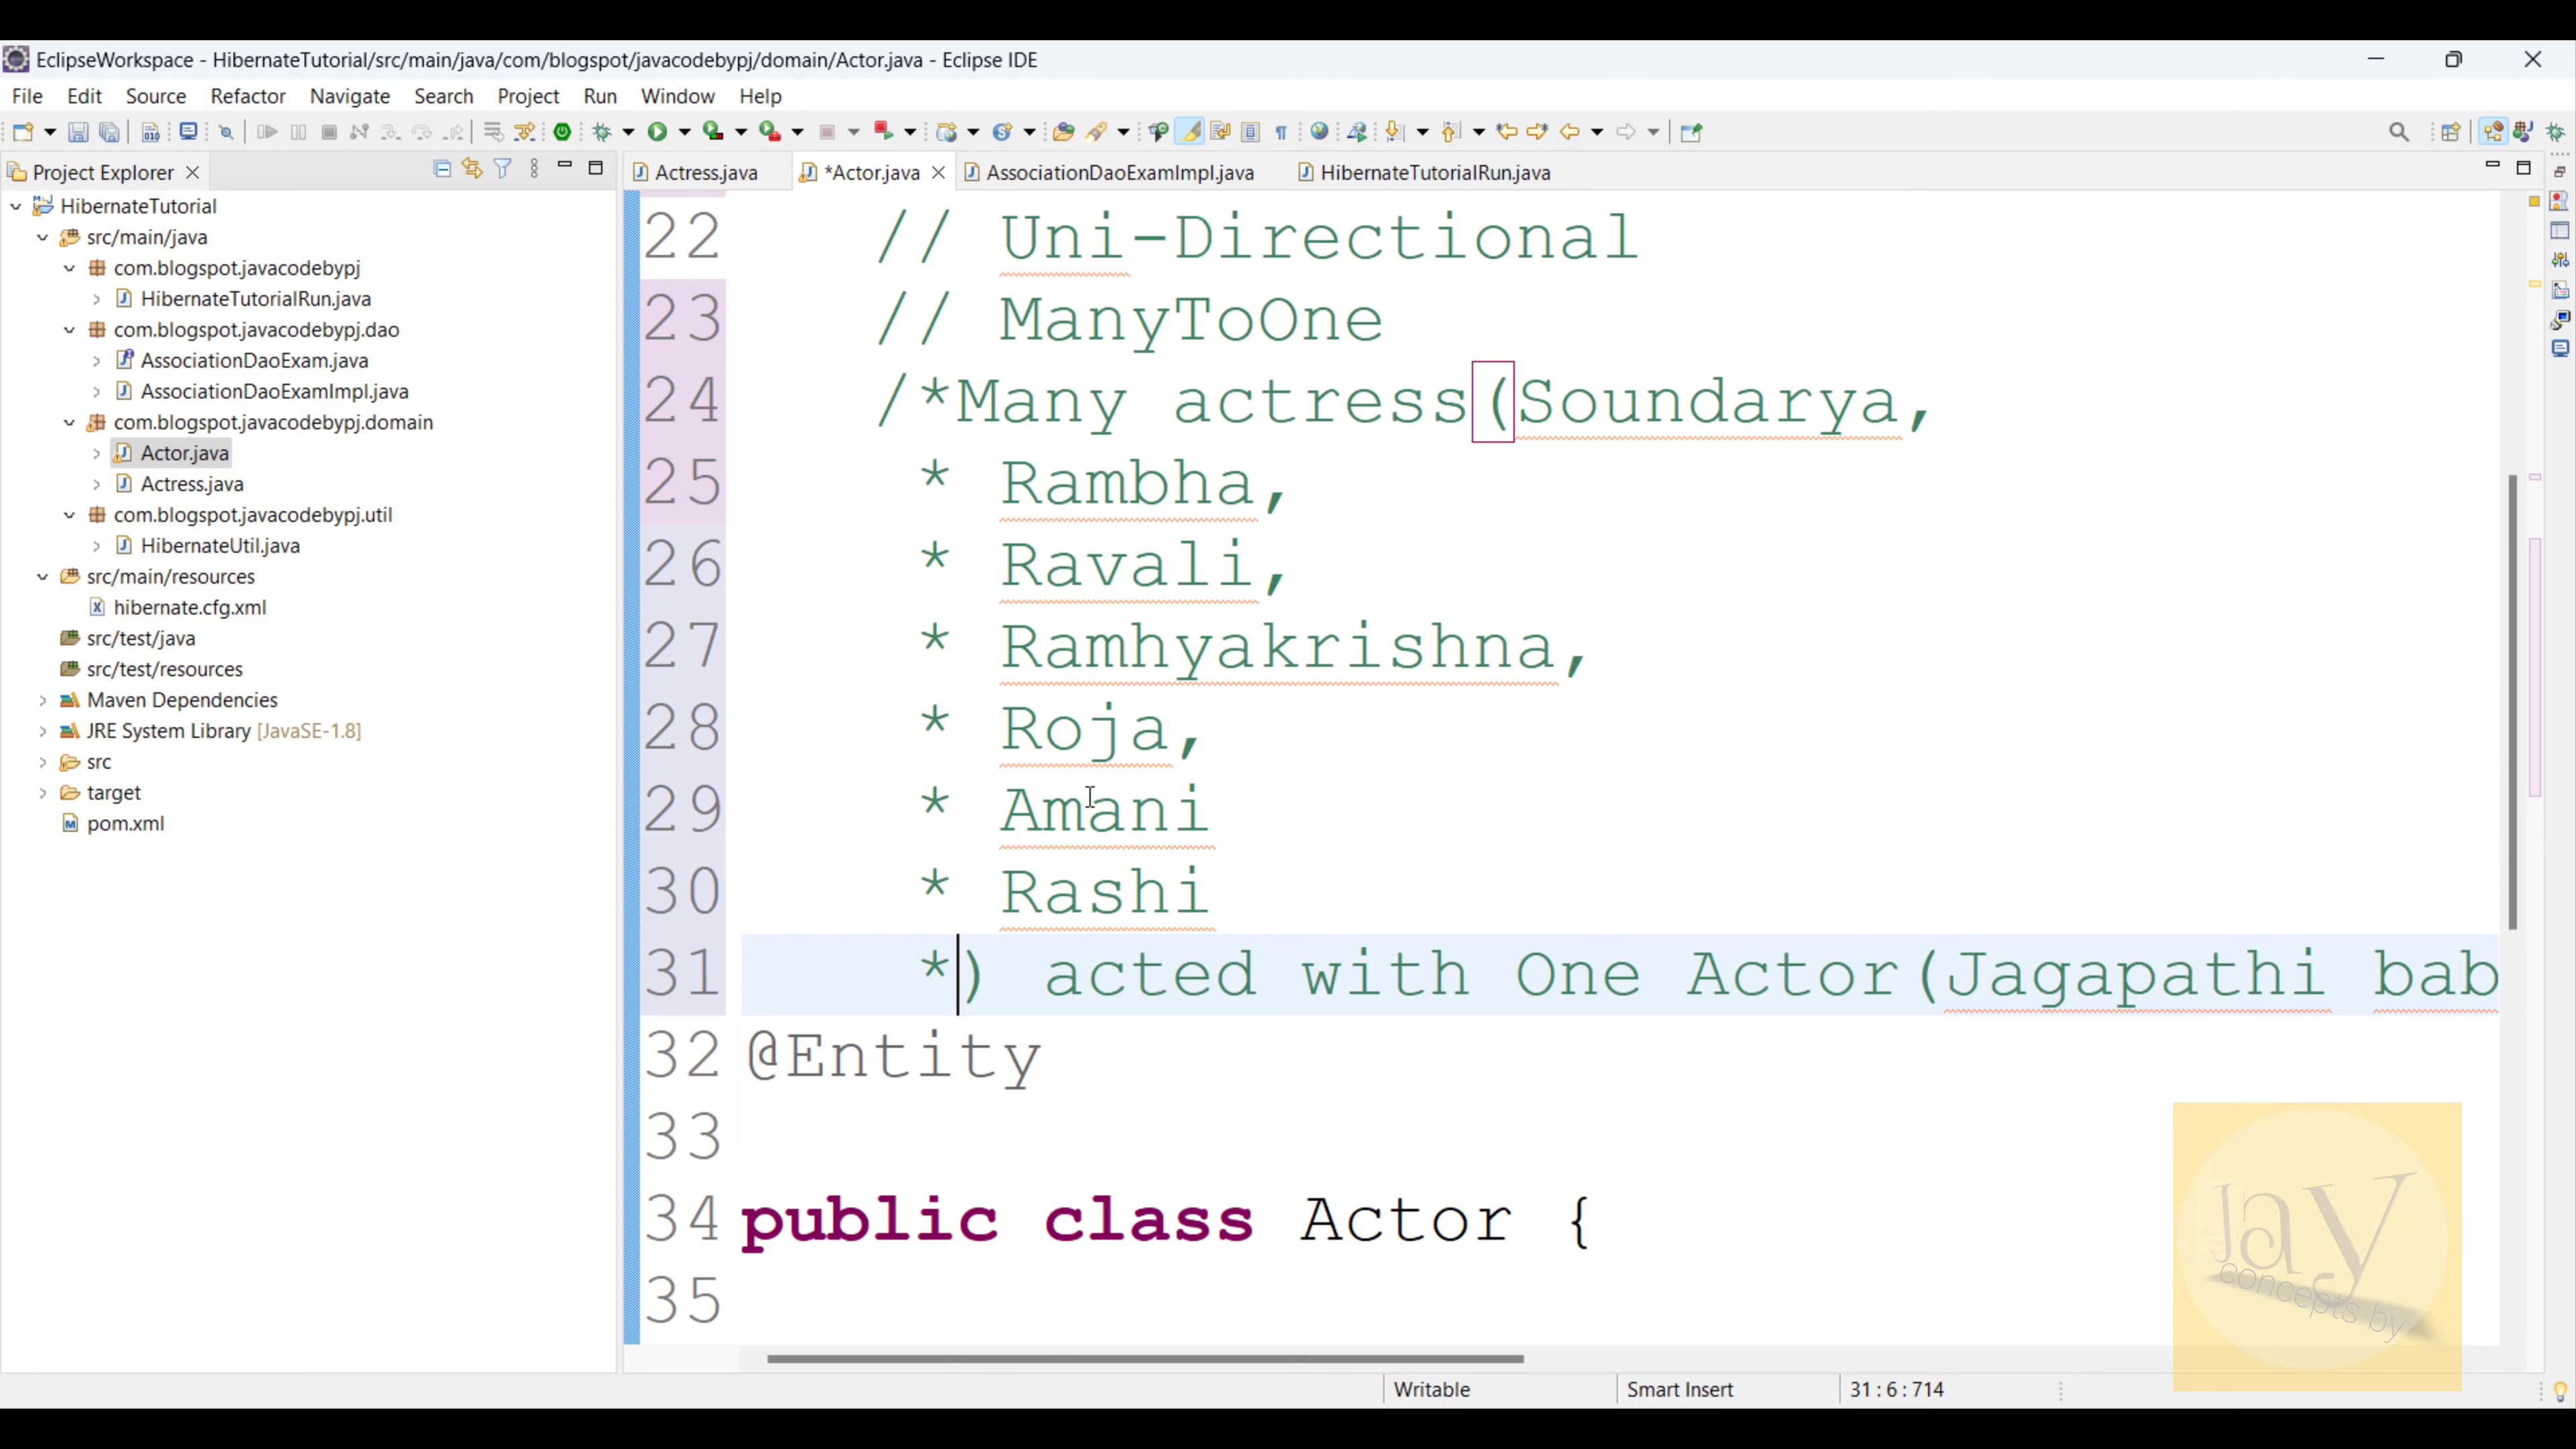 EclipseWorkspace - HibernateTutorial/src/main/java/com/blogspot/javacodebypj/domain/Actor.java - Eclipse IDE
File Edit Source Refactor Navigate Search Project Run Window Help
Project Explorer
HibernateTutorial
src/main/java
com.blogspot.javacodebypj
HibernateTutorialRun.java
com.blogspot.javacodebypj.dao
AssociationDaoExam.java
AssociationDaoExamImpl.java
com.blogspot.javacodebypj.domain
Actor.java
Actress.java
com.blogspot.javacodebypj.util
HibernateUtil.java
src/main/resources
hibernate.cfg.xml
src/test/java
src/test/resources
Maven Dependencies
JRE System Library [JavaSE-1.8]
src
target
pom.xml
Actress.java *Actor.java AssociationDaoExamImpl.java HibernateTutorialRun.java
22 // Uni-Directional
23 // ManyToOne
24 /*Many actress(Soundarya,
25 * Rambha,
26 * Ravali,
27 * Ramhyakrishna,
28 * Roja,
29 * Amani
30 * Rashi
31 *) acted with One Actor(Jagapathi bab
32 @Entity
33
34 public class Actor {
35
Jay
concepts by
Writable Smart Insert 31 : 6 : 714